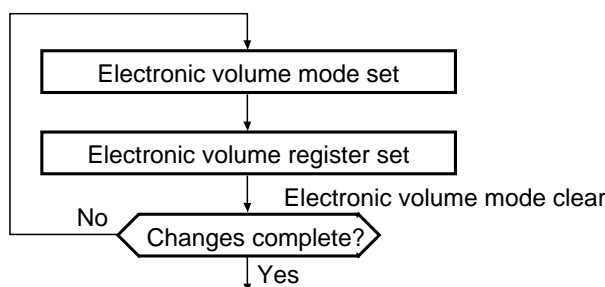 Electronic volume mode set
Electronic volume register set
Electronic volume mode clear
No
Changes complete?
Yes